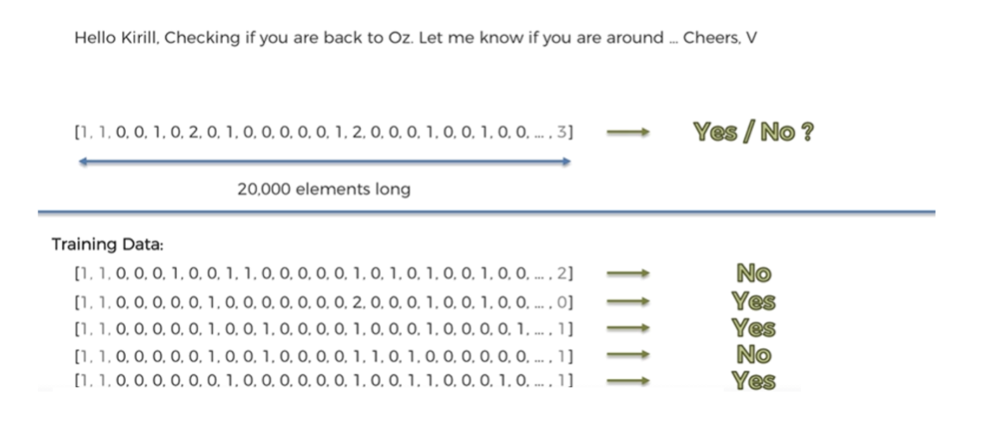 Hello Kirill, Checking if you are back to Oz. Let me know if you are around ... Cheers, V
[1, 1, 0, 0, 1, 0, 2, 0, 1, 0, 0, 0, 0, 0, 1, 2, 0, 0, 0, 1, 0, 0, 1, 0, 0, ... , 3] Yes / No ?
20,000 elements long
Training Data:
[1, 1, 0, 0, 0, 1, 0, 0, 1, 1, 0, 0, 0, 0, 0, 1, 0, 1, 0, 1, 0, 0, 1, 0, 0, ... , 2] No
[1, 1, 0, 0, 0, 0, 0, 1, 0, 0, 0, 0, 0, 0, 0, 2, 0, 0, 0, 1, 0, 0, 1, 0, 0, ... , 0] Yes
[1, 1, 0, 0, 0, 0, 0, 1, 0, 0, 1, 0, 0, 0, 0, 1, 0, 0, 0, 1, 0, 0, 0, 0, 1, ... , 1] Yes
[1, 1, 0, 0, 0, 0, 0, 1, 0, 0, 1, 0, 0, 0, 0, 1, 1, 0, 1, 0, 0, 0, 0, 0, 0, ... , 1] No
[1, 1, 0, 0, 0, 0, 0, 0, 1, 0, 0, 0, 0, 0, 0, 1, 0, 0, 1, 1, 0, 0, 0, 1, 0, ... , 1] Yes